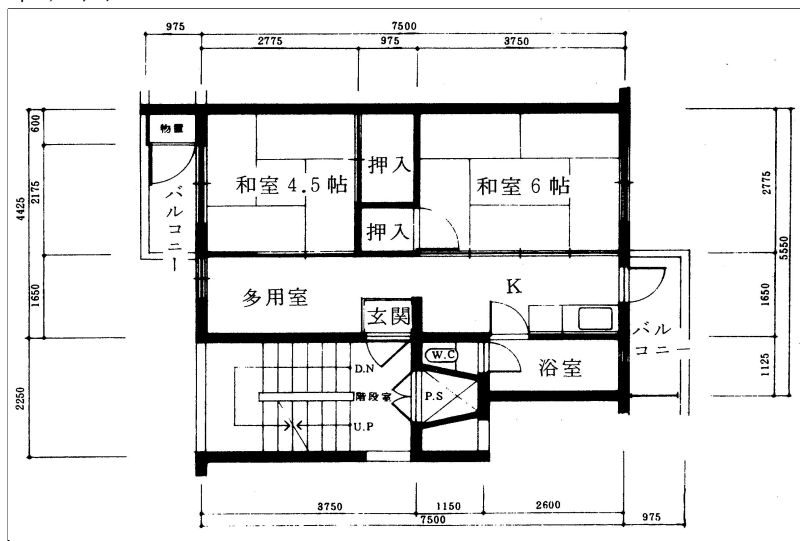 975
7500
2775
975
3750
物置
和室 4.5 帖
押入
和室 6 帖
押入
バルコニー
多用室
玄関
K
バルコニー
W.C
浴室
D.N
階段室
P.S
U.P
600
2175
4425
1650
2250
2775
5550
1650
1125
3750
1150
2600
7500
975